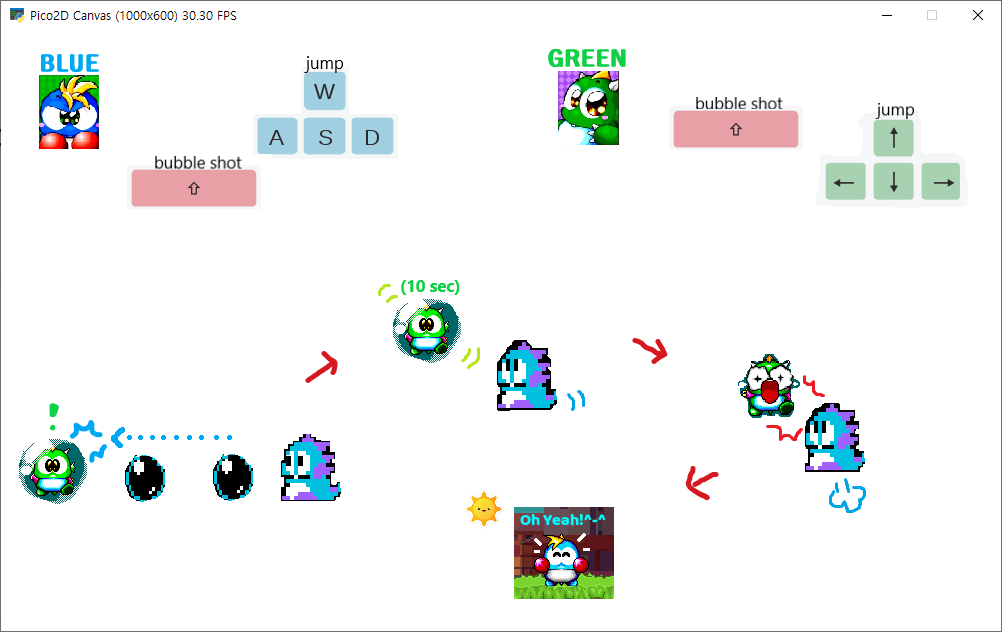 Pico2D Canvas (1000x600) 30.30 FPS
BLUE
jump
W
A S D
bubble shot
⇧
GREEN
bubble shot
⇧
jump
↑
← ↓ →
(10 sec)
!
Oh Yeah!^-^